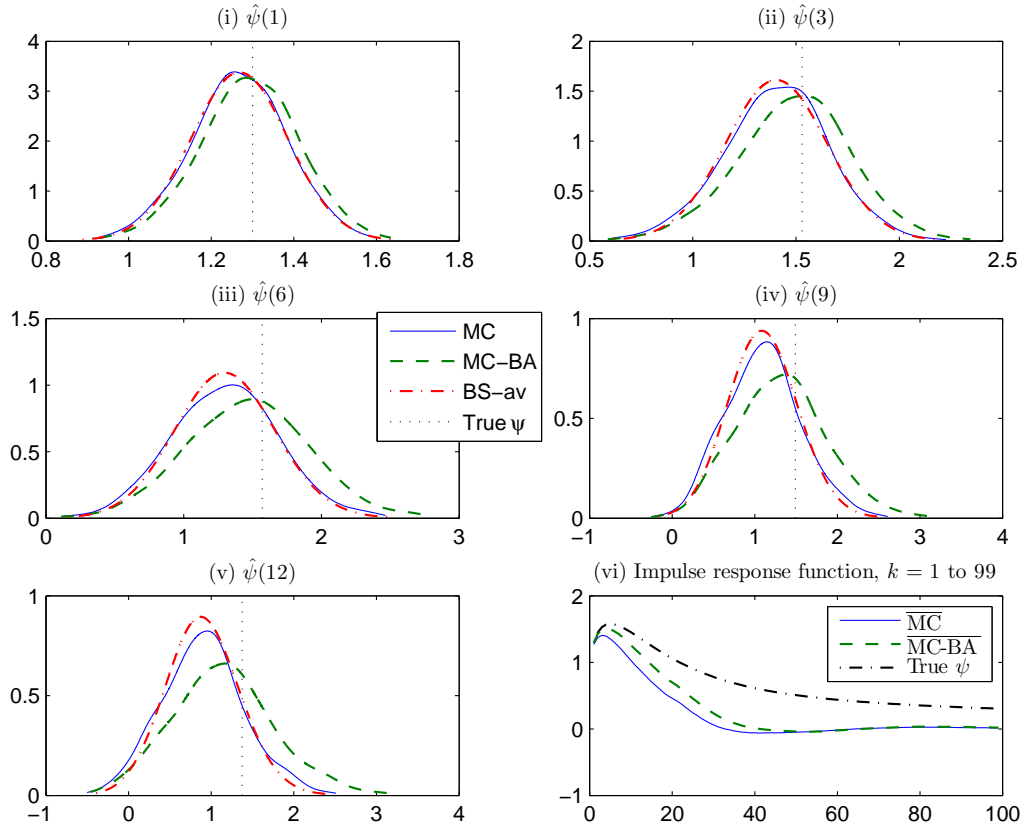 (i) ψ̂(1)
4
3
2
1
0
0.8 1 1.2 1.4 1.6 1.8
(ii) ψ̂(3)
2
1.5
1
0.5
0
0.5 1 1.5 2 2.5
(iii) ψ̂(6)
1.5
1
0.5
0
0 1 2 3
MC
MC−BA
BS−av
True ψ
(iv) ψ̂(9)
1
0.5
0
−1 0 1 2 3 4
(v) ψ̂(12)
1
0.5
0
−1 0 1 2 3 4
(vi) Impulse response function, k = 1 to 99
2
1
0
−1
0 20 40 60 80 100
M̅C̅
M̅C̅-̅B̅A̅
True ψ